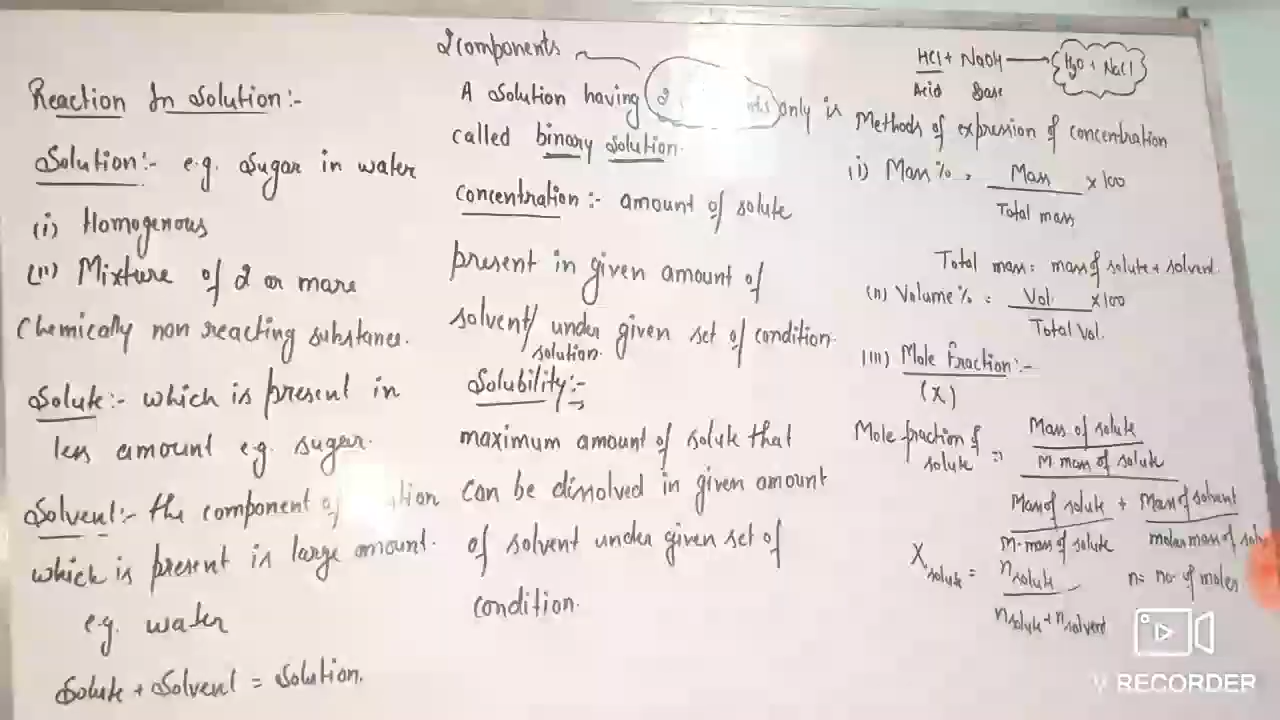 Reaction In Solution:-
Solution:- e.g. Sugar in water
(i) Homogenous
(ii) Mixture of 2 or more
Chemically non reacting substance.
Solute:- which is present in
less amount e.g. sugar.
Solvent:- the component of
which is present is large amount.
e.g. water
Solute + Solvent = Solution.
2 components
A solution having 2 only is
called binary solution.
concentration:- amount of solute
present in given amount of
solvent/ under given set of condition.
solution.
Solubility:-
maximum amount of solute that
can be dissolved in given amount
of solvent under given set of
condition.
HCl + NaOH → H2O + NaCl
Acid Base
Methods of expression of concentration
(i) Mass % = Mass × 100
Total mass
Total mass = mass of solute + solvent.
(ii) Volume % = Vol. × 100
Total Vol.
(iii) Mole Fraction:-
(x)
Mole fraction of solute = Mass of solute
M. mass of solute
Mass of solute + Mass of solvent
M. mass of solute molar mass of
X solute = n solute n = no. of moles
n solute + n solvent
V RECORDER